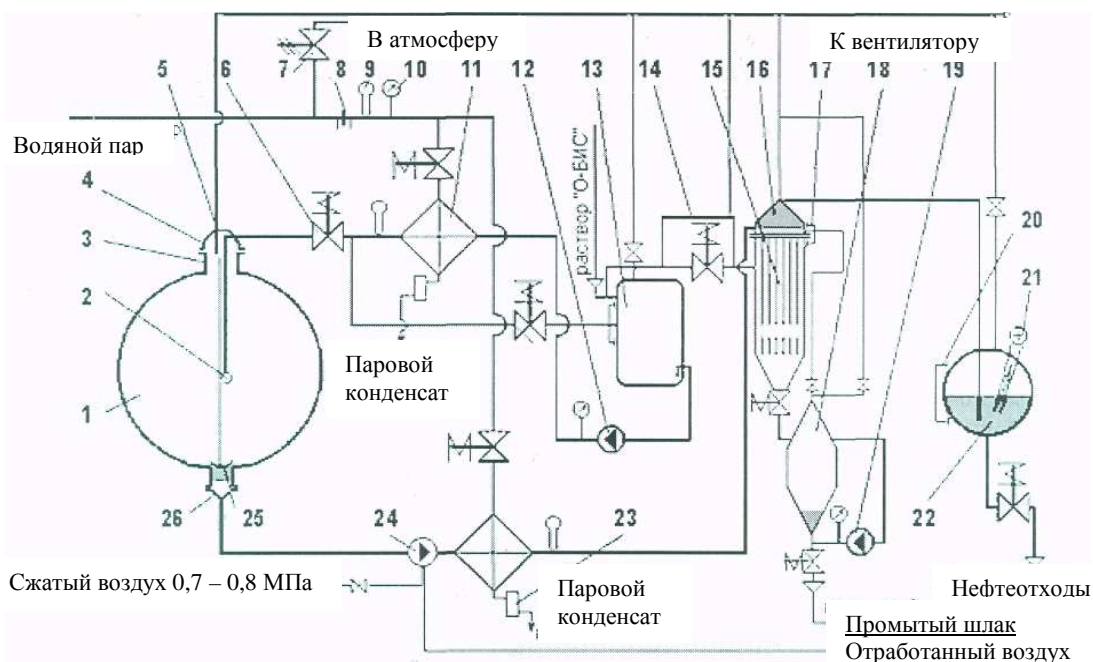 В атмосферу
К вентилятору
5 6 7 8 9 10 11 12 13 14 15 16 17 18 19
Водяной пар
раствор "О-БИС"
4
3
2
1
20
21
Паровой
конденсат
26 25 24 23 22
Сжатый воздух 0,7 – 0,8 МПа
Паровой
конденсат
Нефтеотходы
Промытый шлак
Отработанный воздух